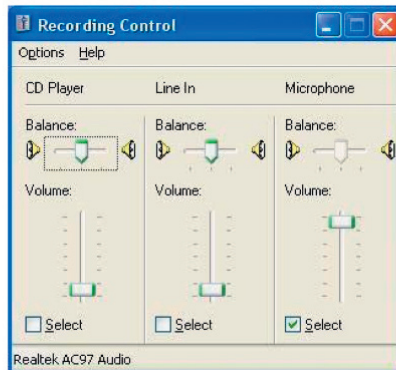 Recording Control
Options Help
CD Player Line In Microphone
Balance: Balance: Balance:
Volume: Volume: Volume:
Select Select Select
Realtek AC97 Audio